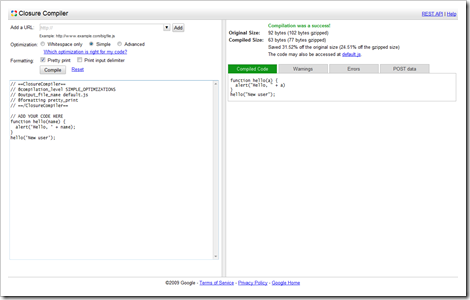 Closure Compiler
REST API | Help
Add a URL: http:// Add
Example: http://www.example.com/bigfile.js
Optimization: Whitespace only Simple Advanced
Which optimization is right for my code?
Formatting: Pretty print Print input delimiter
Compile Reset
// ==ClosureCompiler==
// @compilation_level SIMPLE_OPTIMIZATIONS
// @output_file_name default.js
// @formatting pretty_print
// ==/ClosureCompiler==
// ADD YOUR CODE HERE
function hello(name) {
alert('Hello, ' + name);
}
hello('New user');
Compilation was a success!
Original Size: 92 bytes (102 bytes gzipped)
Compiled Size: 63 bytes (77 bytes gzipped)
Saved 31.52% off the original size (24.51% off the gzipped size)
The code may also be accessed at default.js.
Compiled Code Warnings Errors POST data
function hello(a) {
alert("Hello, " + a)
}
hello("New user");
©2009 Google - Terms of Service - Privacy Policy - Google Home